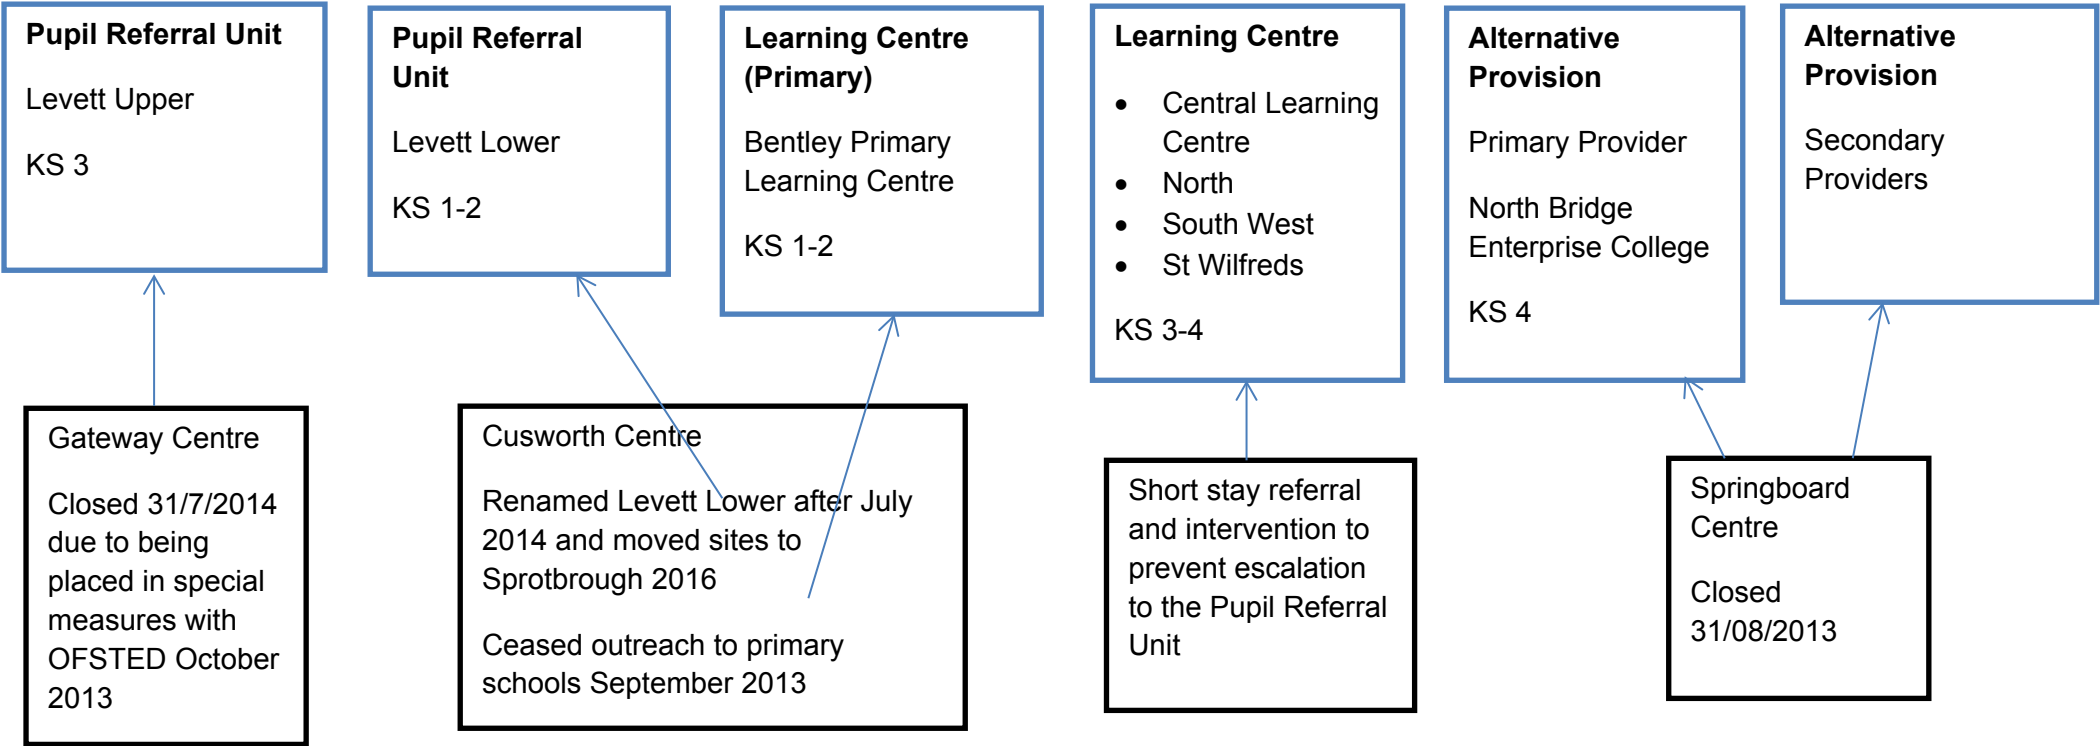 Pupil Referral Unit
Levett Upper
KS 3
Pupil Referral
Unit
Levett Lower
KS 1-2
Learning Centre
(Primary)
Bentley Primary
Learning Centre
KS 1-2
Learning Centre
• Central Learning
Centre
• North
• South West
• St Wilfreds
KS 3-4
Alternative
Provision
Primary Provider
North Bridge
Enterprise College
KS 4
Alternative
Provision
Secondary
Providers
Gateway Centre
Closed 31/7/2014
due to being
placed in special
measures with
OFSTED October
2013
Cusworth Centre
Renamed Levett Lower after July
2014 and moved sites to
Sprotbrough 2016
Ceased outreach to primary
schools September 2013
Short stay referral
and intervention to
prevent escalation
to the Pupil Referral
Unit
Springboard
Centre
Closed
31/08/2013